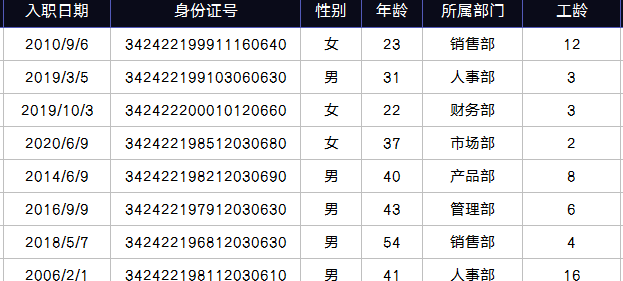 入职日期 身份证号 性别 年龄 所属部门 工龄
2010/9/6 342422199911160640 女 23 销售部 12
2019/3/5 342422199103060630 男 31 人事部 3
2019/10/3 342422200010120660 女 22 财务部 3
2020/6/9 342422198512030680 女 37 市场部 2
2014/6/9 342422198212030690 男 40 产品部 8
2016/9/9 342422197912030630 男 43 管理部 6
2018/5/7 342422196812030630 男 54 销售部 4
2006/2/1 342422198112030610 男 41 人事部 16